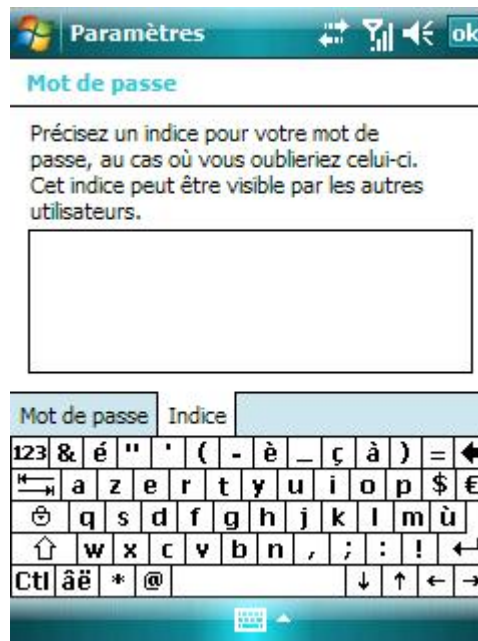 Paramètres ok
Mot de passe
Précisez un indice pour votre mot de
passe, au cas où vous oublieriez celui-ci.
Cet indice peut être visible par les autres
utilisateurs.
Mot de passe Indice
123 & é " ' ( - è _ ç à ) =
a z e r t y u i o p $ €
q s d f g h j k l m ù
w x c v b n , ; : !
Ctl âë * @ ↓ ↑ ← →